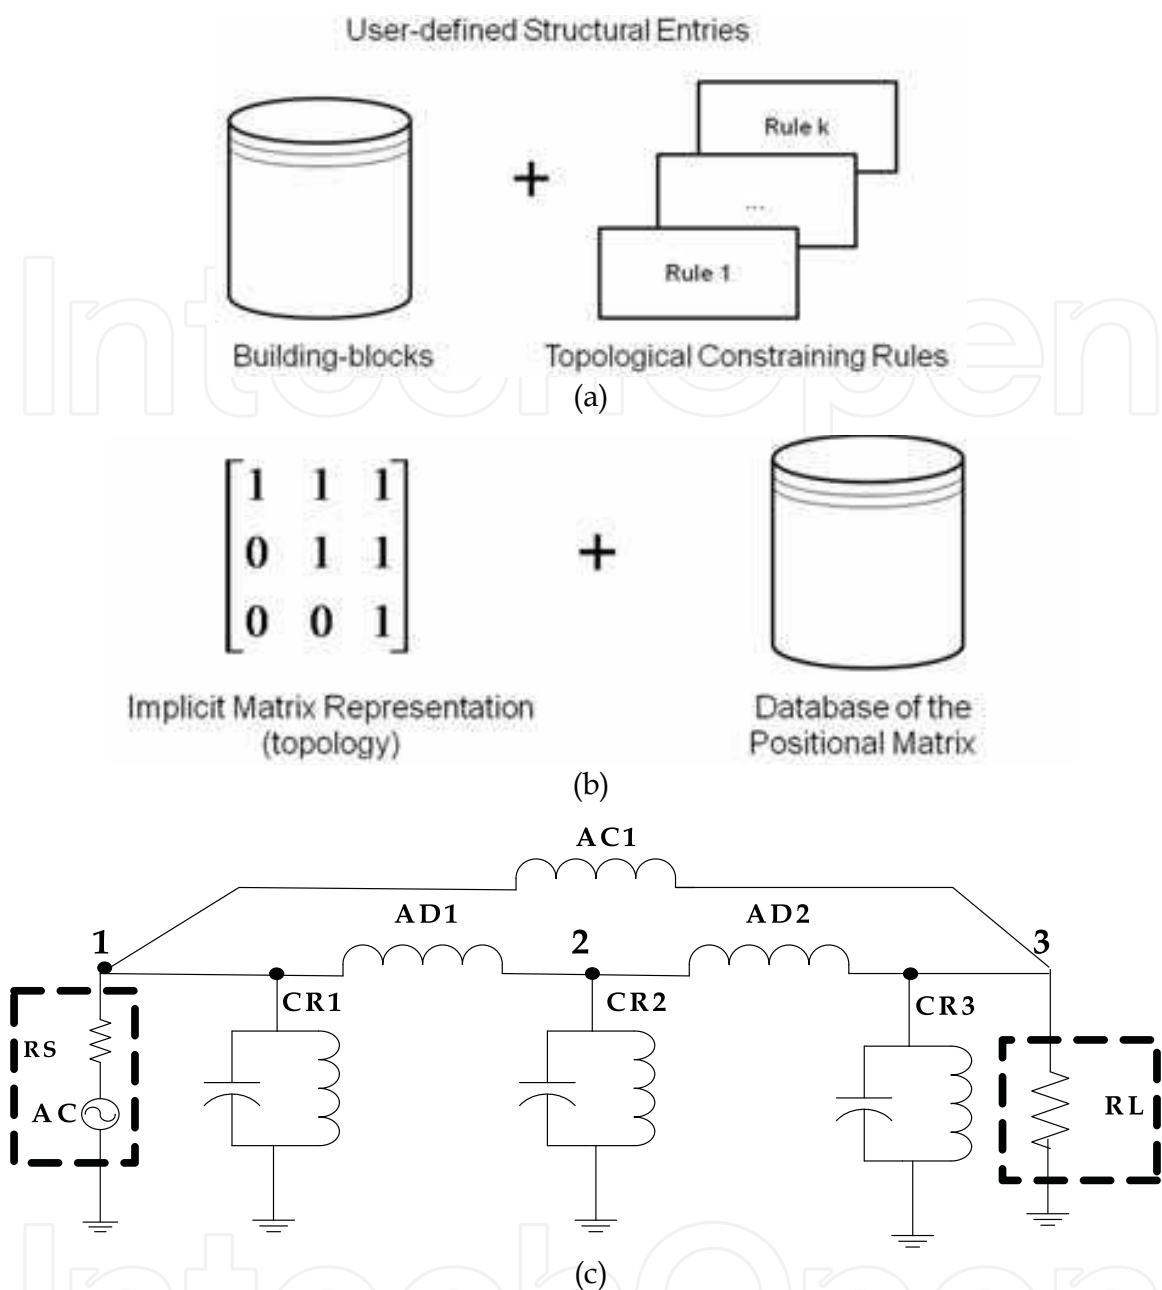 User-defined Structural Entries
Rule k
...
Rule 1
+
Building-blocks
Topological Constraining Rules
(a)
1 1 1
0 1 1
0 0 1
+
Implicit Matrix Representation
(topology)
Database of the
Positional Matrix
(b)
AC1
AD1
AD2
1
2
3
CR1
CR2
CR3
RS
AC
RL
(c)
IntechOpen
IntechOpen